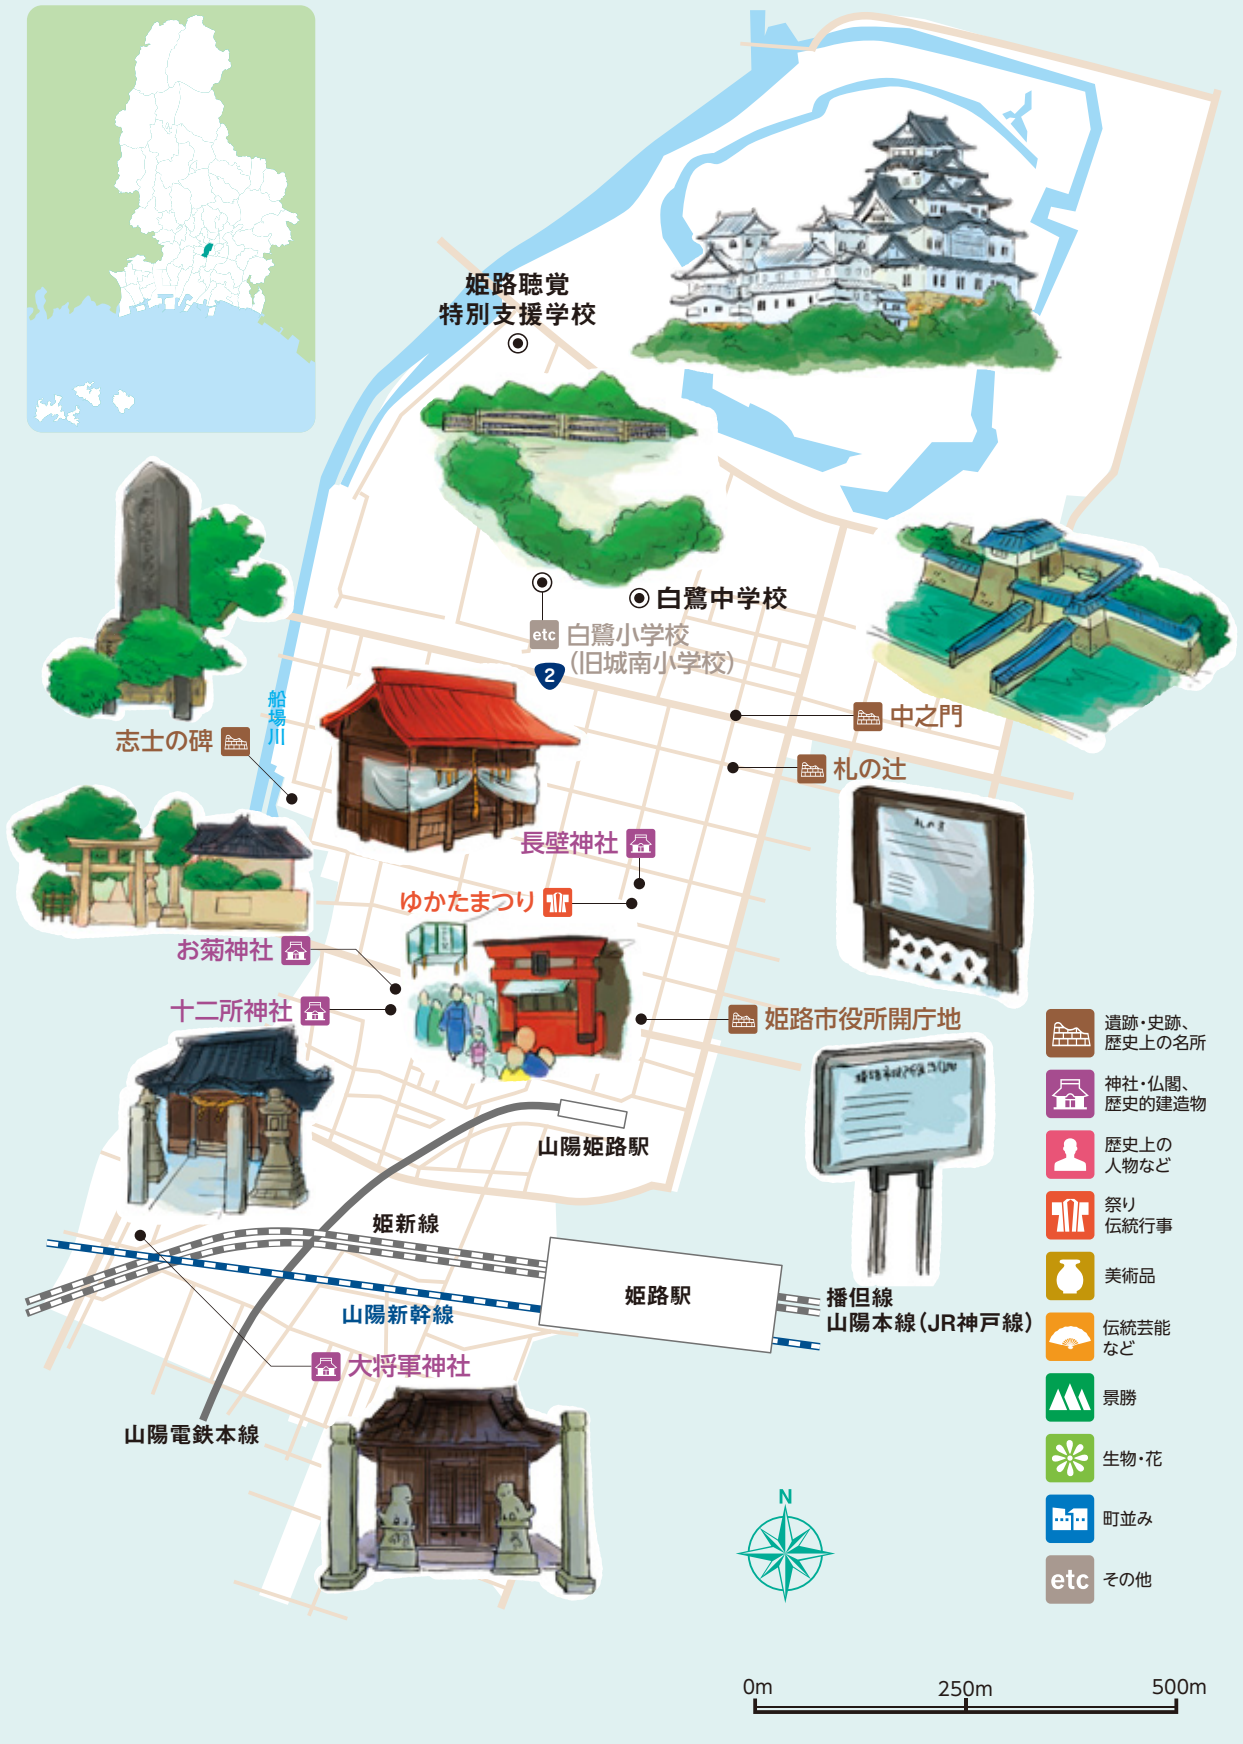 姫路聴覚
特別支援学校
白鷺中学校
etc
白鷺小学校
(旧城南小学校)
2
船場川
中之門
志士の碑
札の辻
長壁神社
ゆかたまつり
お菊神社
十二所神社
姫路市役所開庁地
山陽姫路駅
姫新線
姫路駅
山陽新幹線
播但線
山陽本線(JR神戸線)
大将軍神社
山陽電鉄本線
遺跡・史跡、
歴史上の名所
神社・仏閣、
歴史的建造物
歴史上の
人物など
祭り
伝統行事
美術品
伝統芸能
など
景勝
生物・花
町並み
etc
その他
N
0m
250m
500m